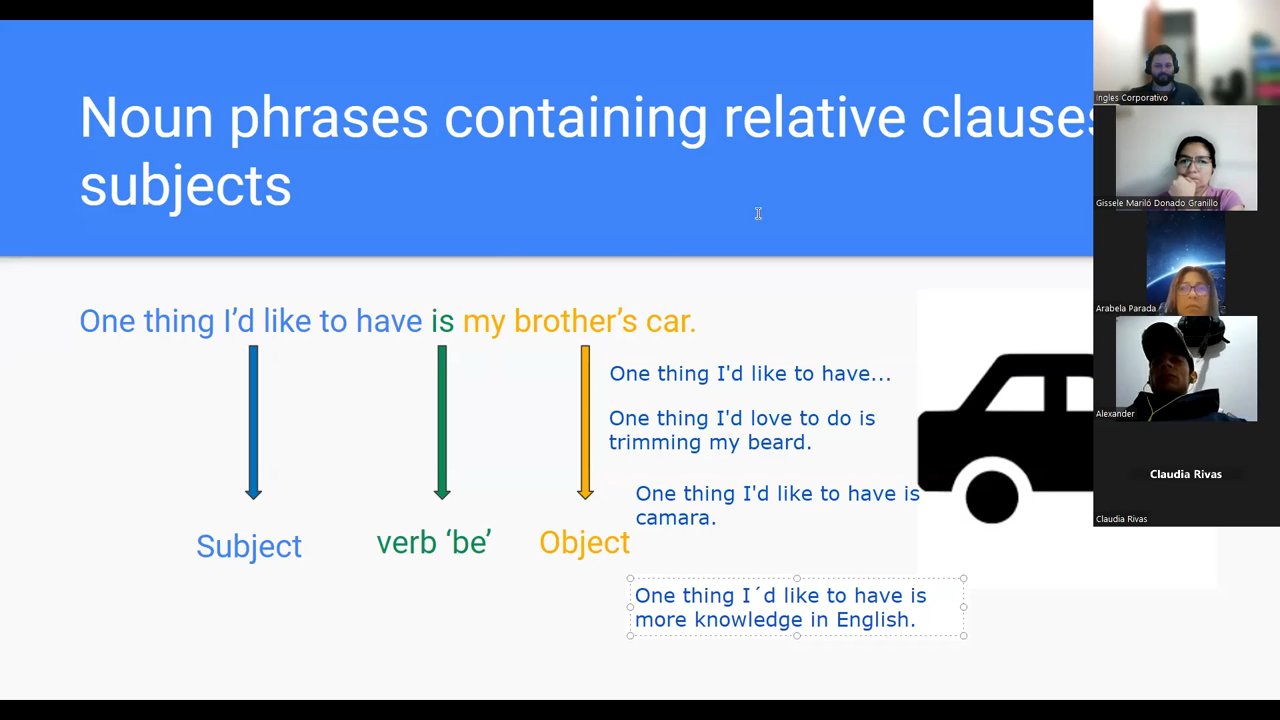 Noun phrases containing relative clauses
subjects
One thing I’d like to have is my brother’s car.
One thing I'd like to have...
One thing I'd love to do is
trimming my beard.
One thing I'd like to have is
camara.
Subject
verb ‘be’
Object
One thing I´d like to have is
more knowledge in English.
Ingles Corporativo
Gissele Mariló Donado Granillo
Arabela Parada
Alexander
Claudia Rivas
Claudia Rivas